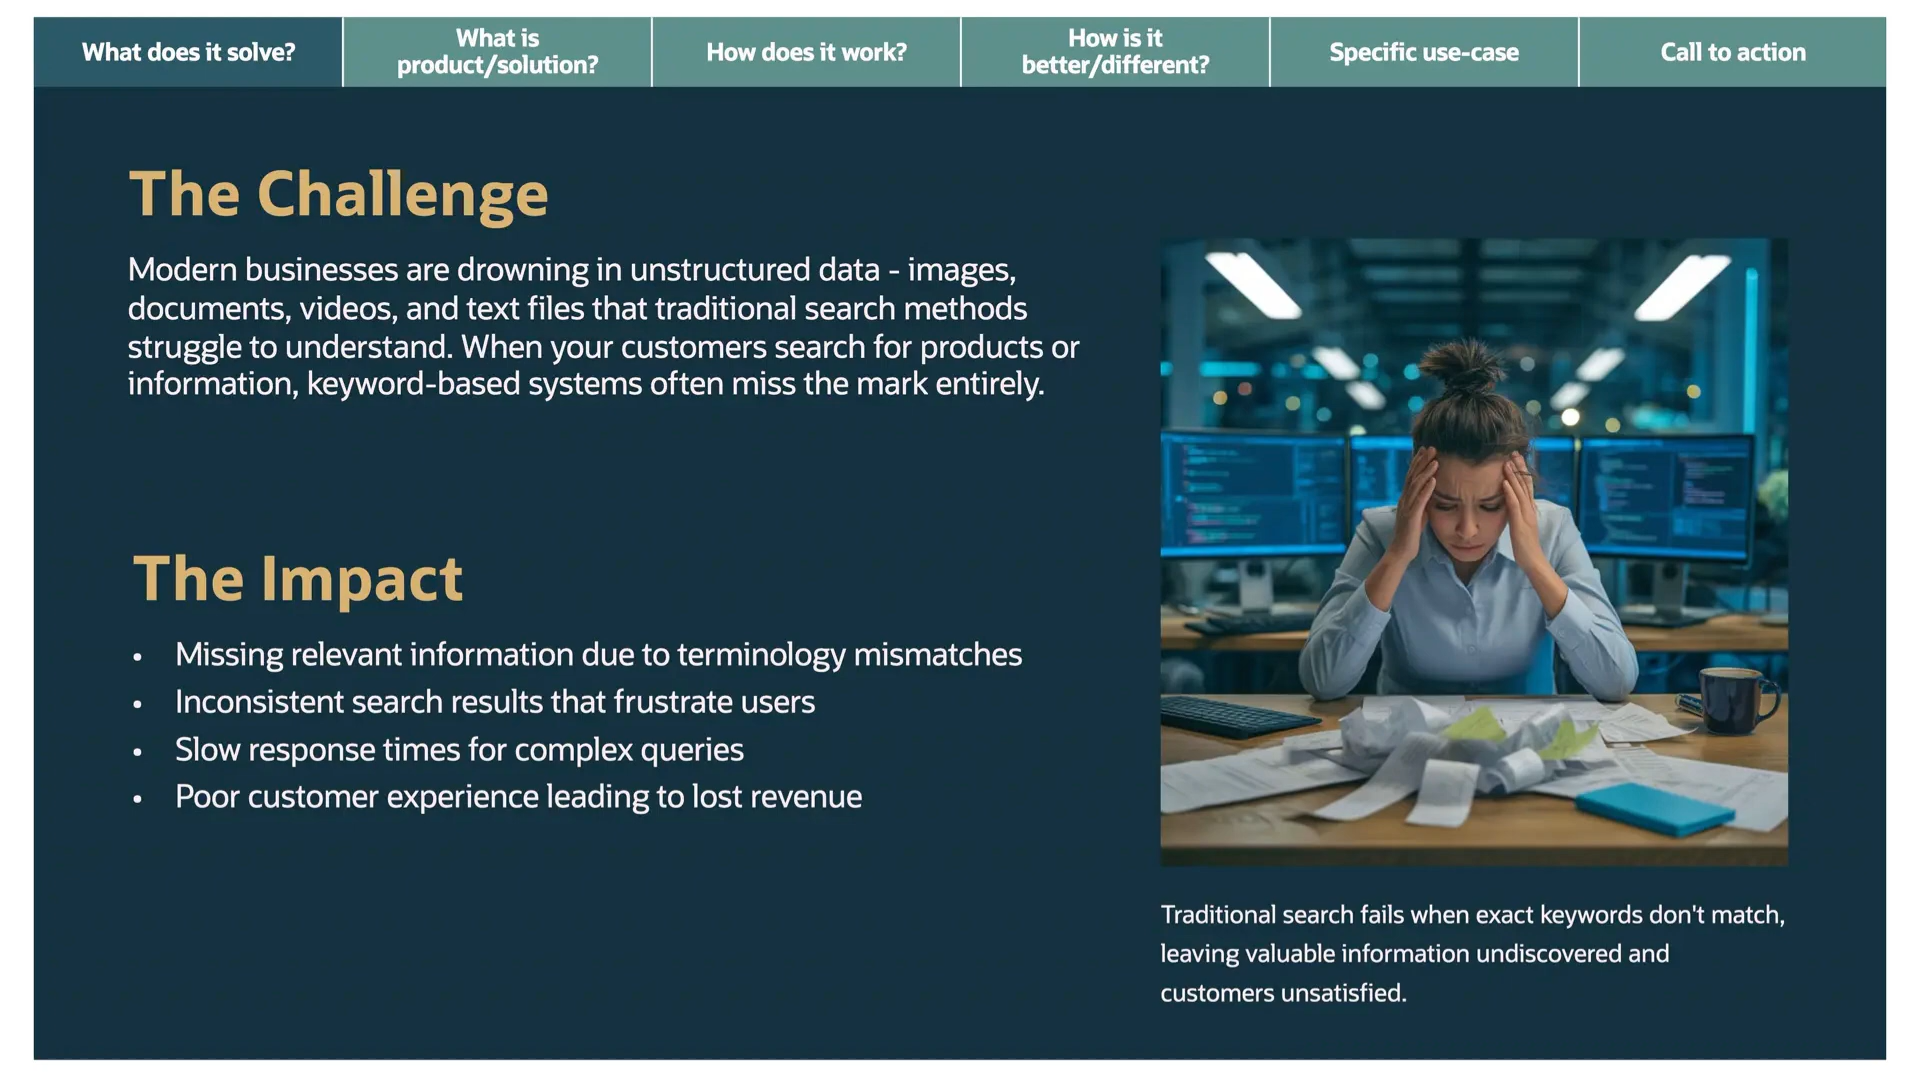 What does it solve?
What is
product/solution?
How does it work?
How is it
better/different?
Specific use-case
Call to action
The Challenge
Modern businesses are drowning in unstructured data - images,
documents, videos, and text files that traditional search methods
struggle to understand. When your customers search for products or
information, keyword-based systems often miss the mark entirely.
The Impact
• Missing relevant information due to terminology mismatches
• Inconsistent search results that frustrate users
• Slow response times for complex queries
• Poor customer experience leading to lost revenue
Traditional search fails when exact keywords don't match,
leaving valuable information undiscovered and
customers unsatisfied.